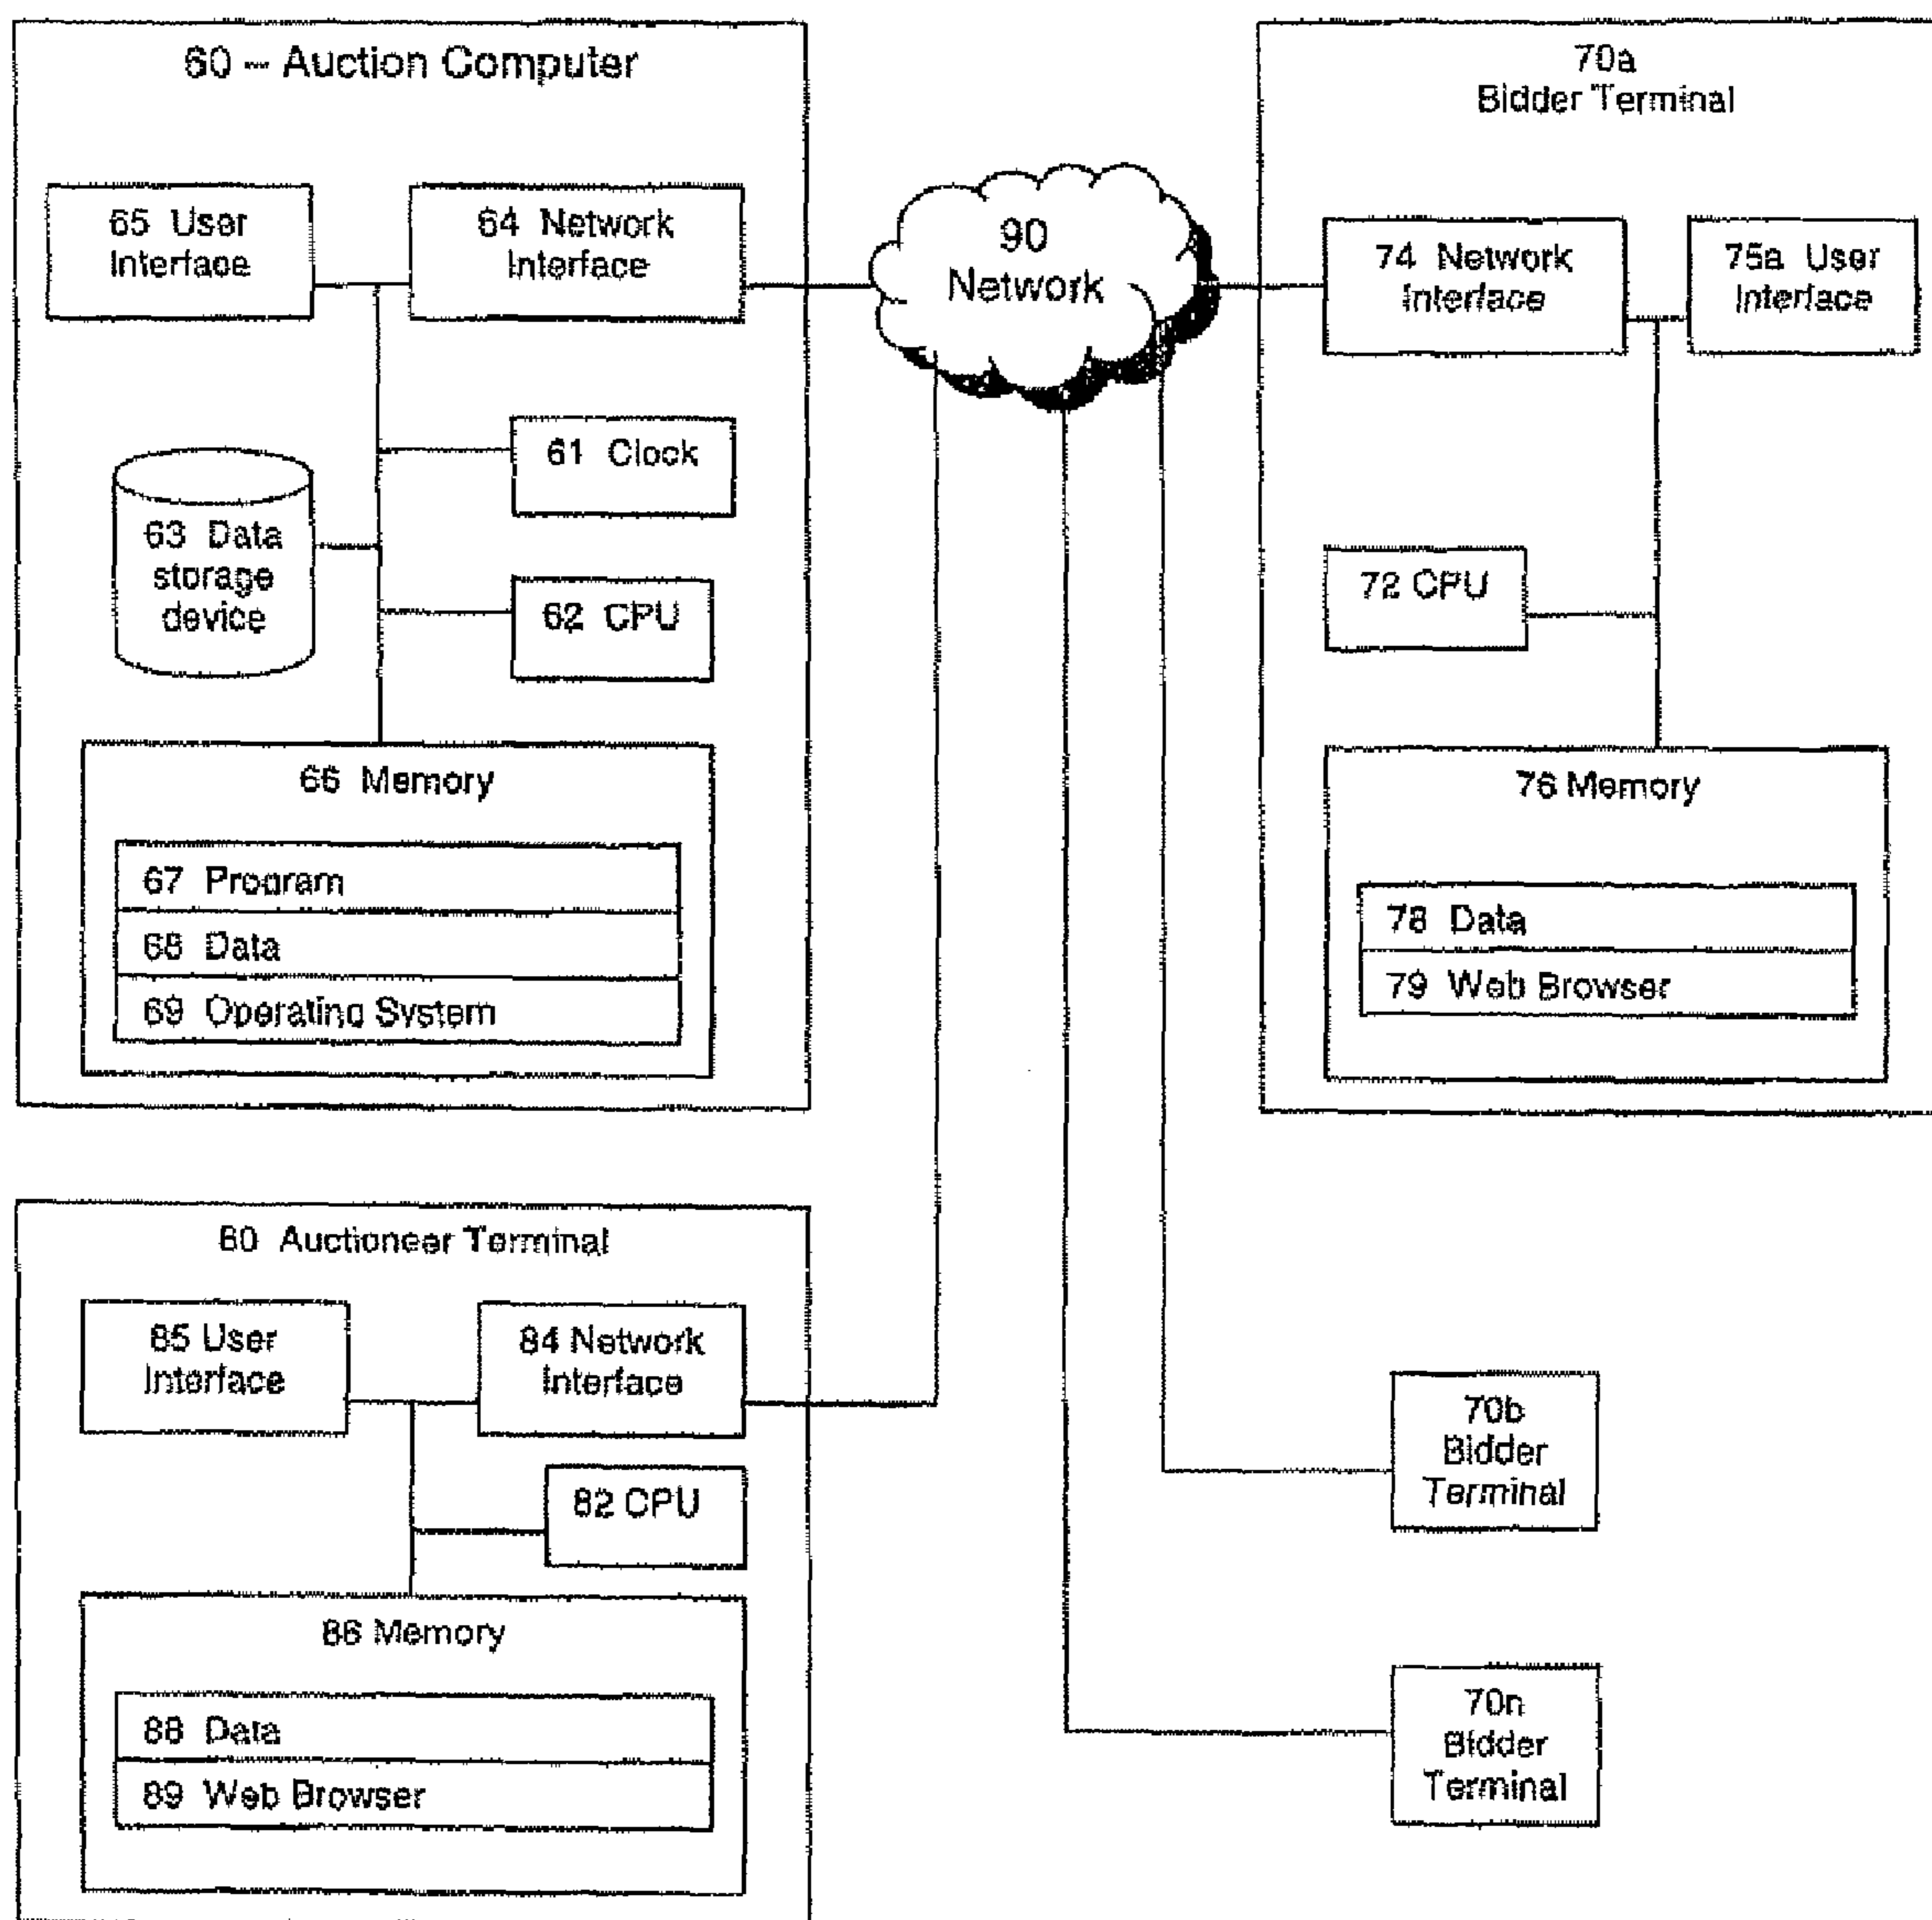 60 – Auction Computer
65 User
Interface
64 Network
Interface
61 Clock
63 Data
storage
device
62 CPU
66 Memory
67 Program
68 Data
69 Operating System
90
Network
70a
Bidder Terminal
74 Network
Interface
75a User
Interface
72 CPU
76 Memory
78 Data
79 Web Browser
80 Auctioneer Terminal
85 User
Interface
84 Network
Interface
82 CPU
86 Memory
88 Data
89 Web Browser
70b
Bidder
Terminal
70n
Bidder
Terminal